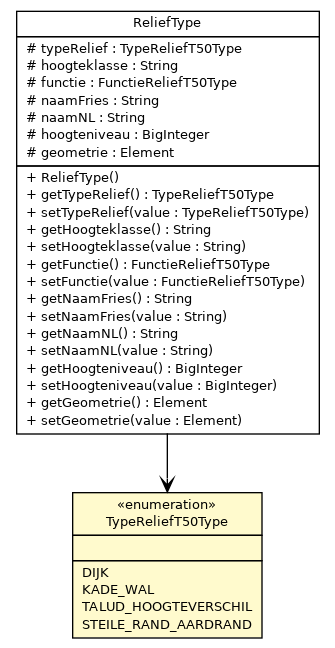 ReliefType
# typeRelief : TypeReliefT50Type
# hoogteklasse : String
# functie : FunctieReliefT50Type
# naamFries : String
# naamNL : String
# hoogteniveau : BigInteger
# geometrie : Element
+ ReliefType()
+ getTypeRelief() : TypeReliefT50Type
+ setTypeRelief(value : TypeReliefT50Type)
+ getHoogteklasse() : String
+ setHoogteklasse(value : String)
+ getFunctie() : FunctieReliefT50Type
+ setFunctie(value : FunctieReliefT50Type)
+ getNaamFries() : String
+ setNaamFries(value : String)
+ getNaamNL() : String
+ setNaamNL(value : String)
+ getHoogteniveau() : BigInteger
+ setHoogteniveau(value : BigInteger)
+ getGeometrie() : Element
+ setGeometrie(value : Element)
«enumeration»
TypeReliefT50Type
DIJK
KADE_WAL
TALUD_HOOGTEVERSCHIL
STEILE_RAND_AARDRAND